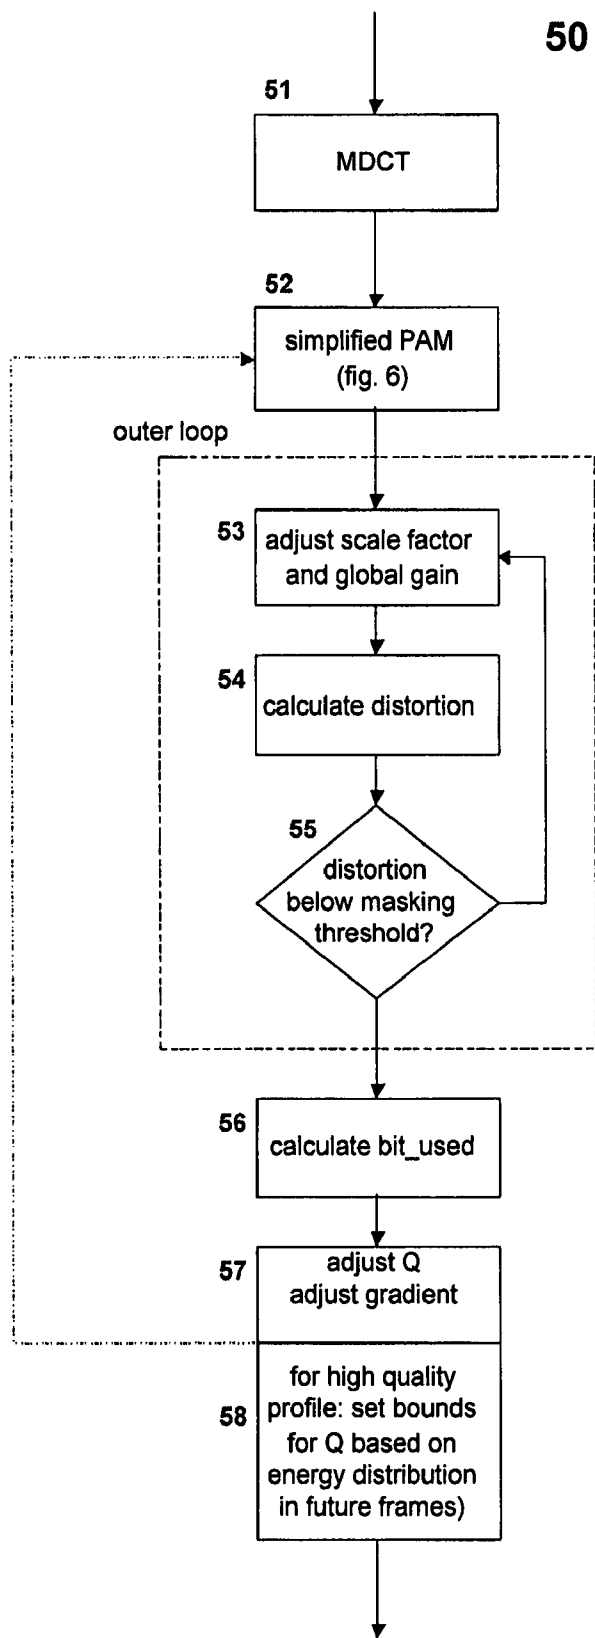 50
51
MDCT
52
simplified PAM
(fig. 6)
outer loop
53
adjust scale factor
and global gain
54
calculate distortion
55
distortion
below masking
threshold?
56
calculate bit_used
57
adjust Q
adjust gradient
58
for high quality
profile: set bounds
for Q based on
energy distribution
in future frames)